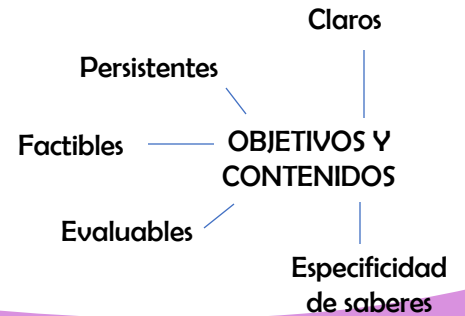 Claros
Persistentes
Factibles
OBJETIVOS Y
CONTENIDOS
Evaluables
Especificidad
de saberes